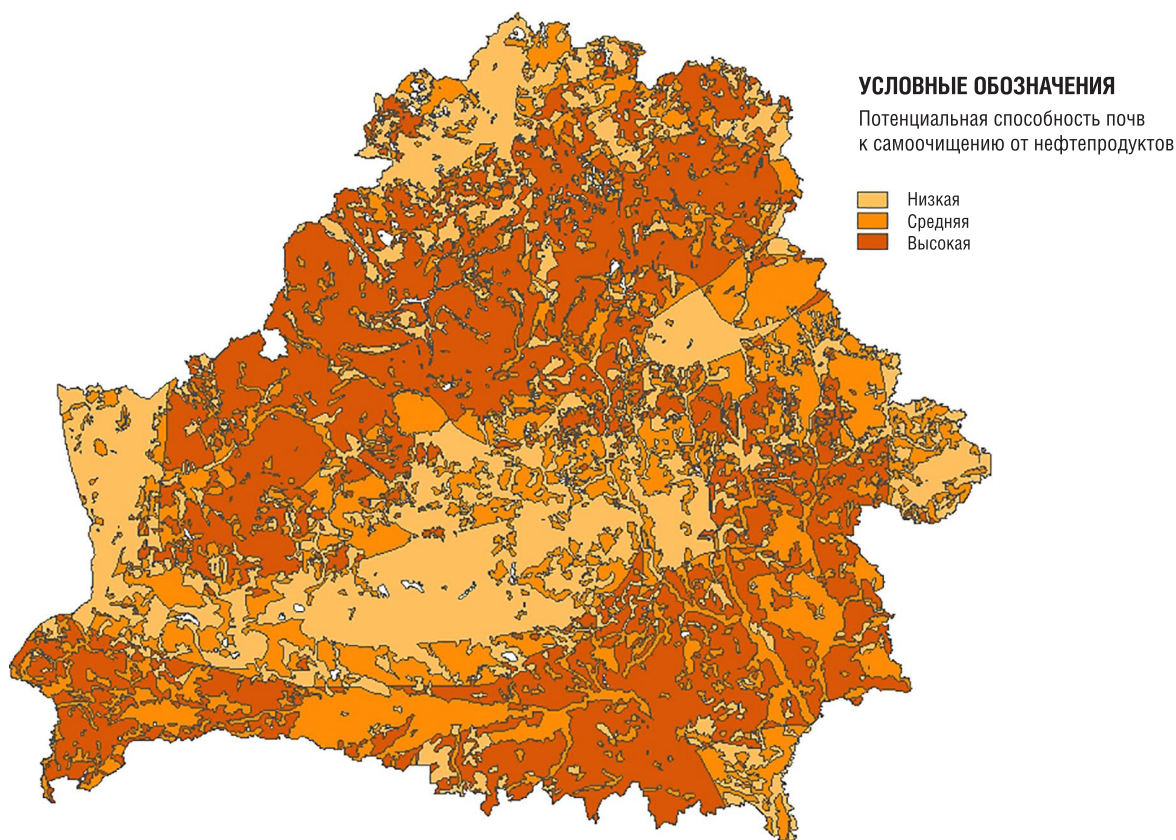 УСЛОВНЫЕ ОБОЗНАЧЕНИЯ
Потенциальная способность почв
к самоочищению от нефтепродуктов
Низкая
Средняя
Высокая